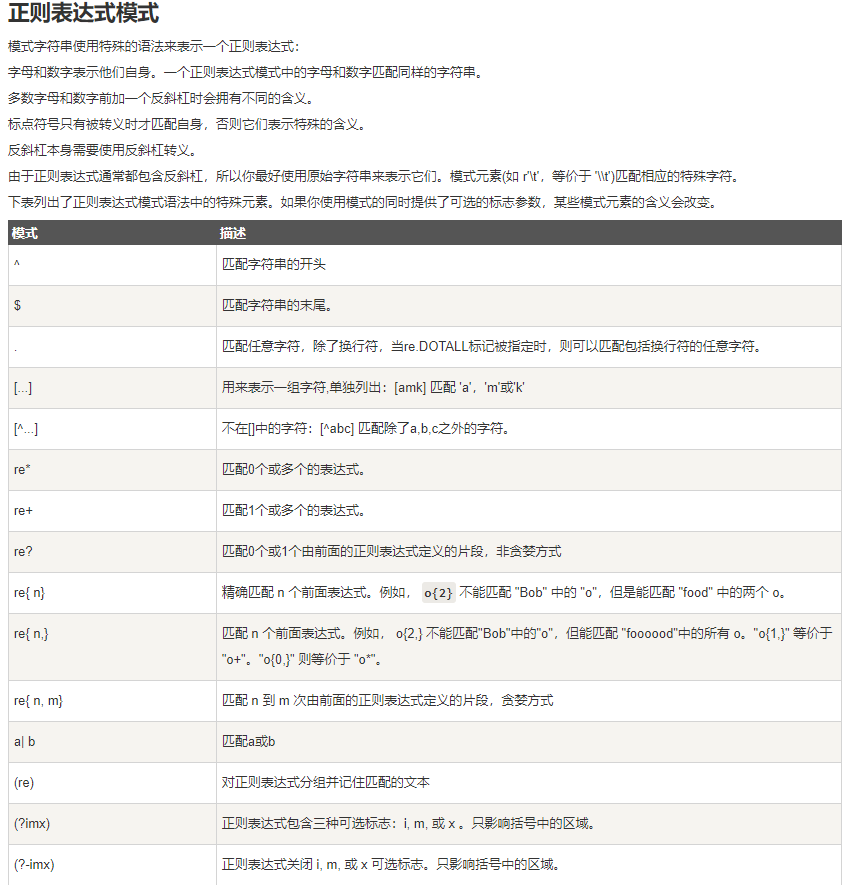 正则表达式模式
模式字符串使用特殊的语法来表示一个正则表达式：
字母和数字表示他们自身。一个正则表达式模式中的字母和数字匹配同样的字符串。
多数字母和数字前加一个反斜杠时会拥有不同的含义。
标点符号只有被转义时才匹配自身，否则它们表示特殊的含义。
反斜杠本身需要使用反斜杠转义。
由于正则表达式通常都包含反斜杠，所以你最好使用原始字符串来表示它们。模式元素(如 r'\t'，等价于 '\\t')匹配相应的特殊字符。
下表列出了正则表达式模式语法中的特殊元素。如果你使用模式的同时提供了可选的标志参数，某些模式元素的含义会改变。
模式 描述
^ 匹配字符串的开头
$ 匹配字符串的末尾。
. 匹配任意字符，除了换行符，当re.DOTALL标记被指定时，则可以匹配包括换行符的任意字符。
[...] 用来表示一组字符,单独列出：[amk] 匹配 'a'，'m'或'k'
[^...] 不在[]中的字符：[^abc] 匹配除了a,b,c之外的字符。
re* 匹配0个或多个的表达式。
re+ 匹配1个或多个的表达式。
re? 匹配0个或1个由前面的正则表达式定义的片段，非贪婪方式
re{ n} 精确匹配 n 个前面表达式。例如， o{2} 不能匹配 "Bob" 中的 "o"，但是能匹配 "food" 中的两个 o。
re{ n,} 匹配 n 个前面表达式。例如， o{2,} 不能匹配"Bob"中的"o"，但能匹配 "foooood"中的所有 o。"o{1,}" 等价于
"o+"。"o{0,}" 则等价于 "o*"。
re{ n, m} 匹配 n 到 m 次由前面的正则表达式定义的片段，贪婪方式
a| b 匹配a或b
(re) 对正则表达式分组并记住匹配的文本
(?imx) 正则表达式包含三种可选标志：i, m, 或 x 。只影响括号中的区域。
(?-imx) 正则表达式关闭 i, m, 或 x 可选标志。只影响括号中的区域。